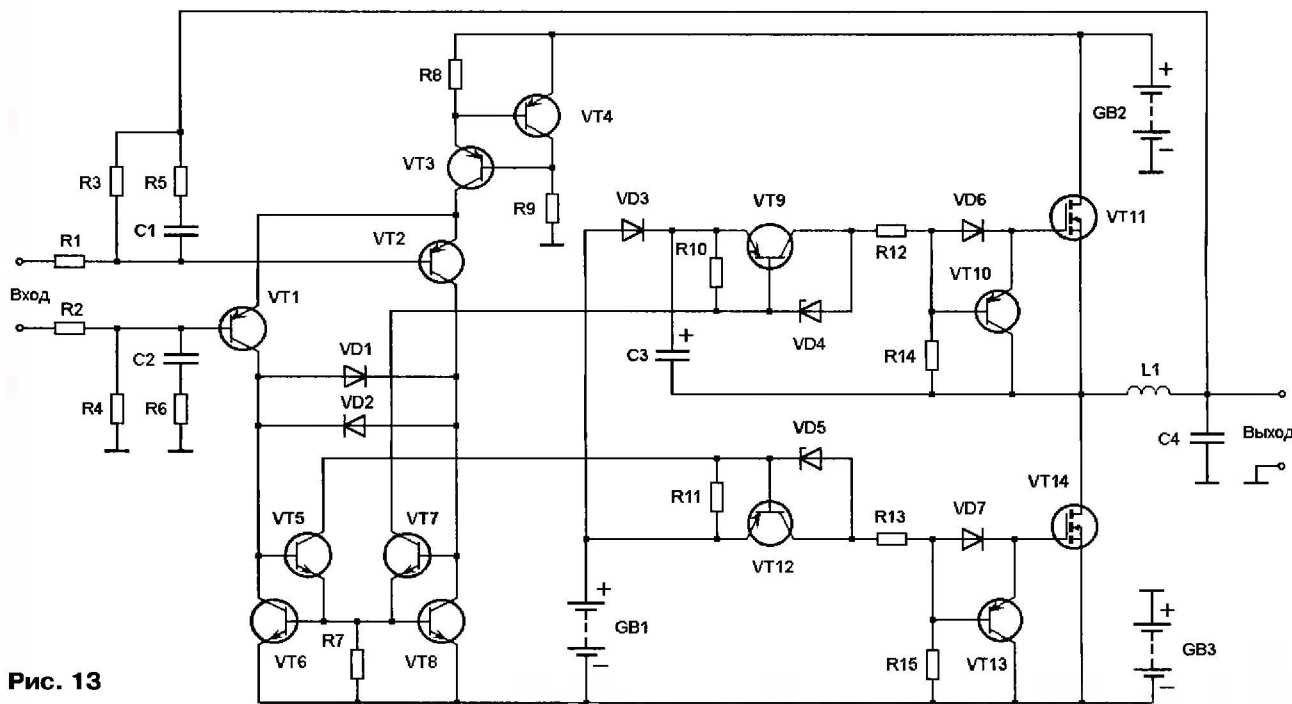 R8
VT4
+
GB2
−
VT3
R3
R5
R9
C1
VT2
R1
VD3
VT9
VD6
VT11
Вход
R10
R12
VT10
R2
VT1
+
VD4
C2
VD1
C3
R14
L1
R4
R6
VD2
VD5
C4
Выход
R11
VT14
VT5
VT7
R13
VD7
VT12
+
GB1
−
R7
VT6
VT8
R15
VT13
+
GB3
−
Рис. 13